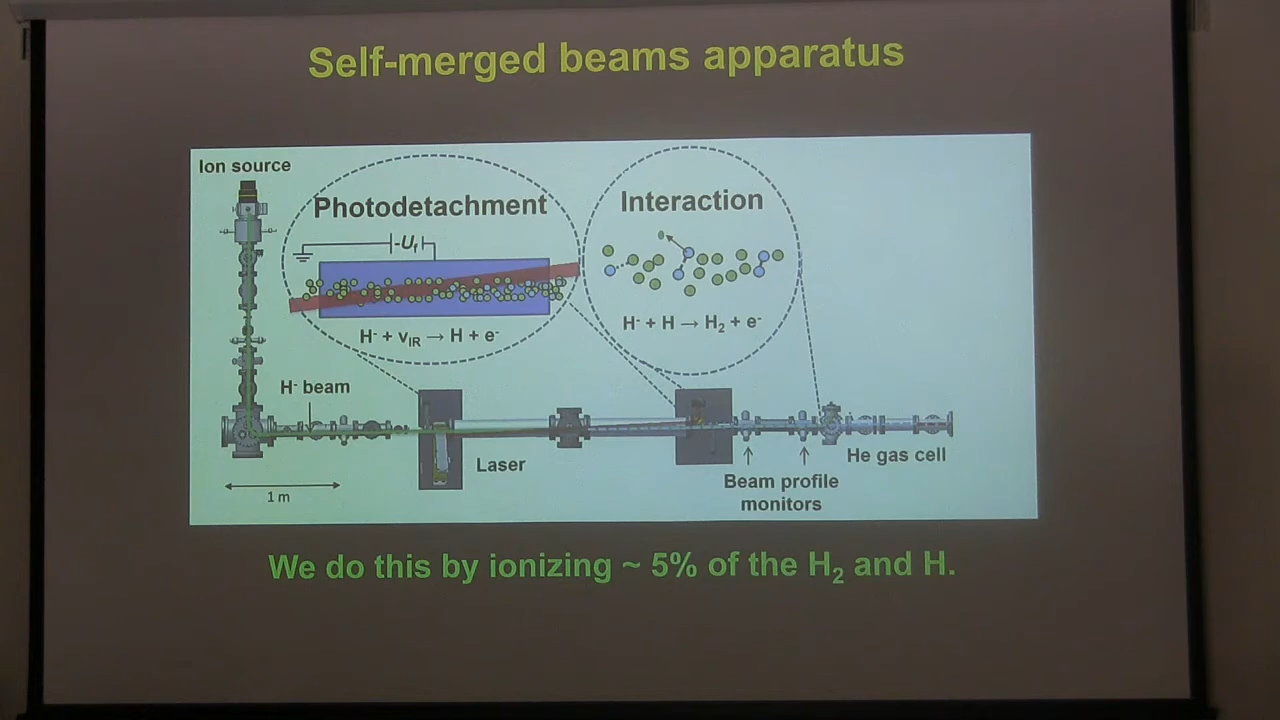 Self-merged beams apparatus
Ion source
Photodetachment
-U_f
H⁻ + ν_IR → H + e⁻
Interaction
H⁻ + H → H₂ + e⁻
H⁻ beam
Laser
He gas cell
Beam profile
monitors
1 m
We do this by ionizing ~ 5% of the H₂ and H.